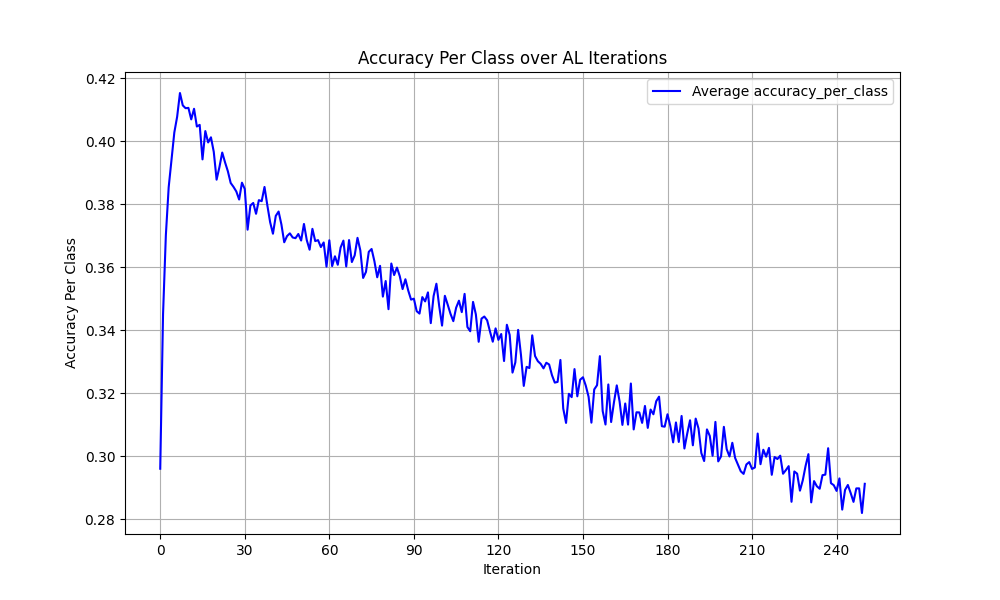 Accuracy Per Class over AL Iterations
Average accuracy_per_class
Accuracy Per Class
0.42
0.40
0.38
0.36
0.34
0.32
0.30
0.28
0 30 60 90 120 150 180 210 240
Iteration